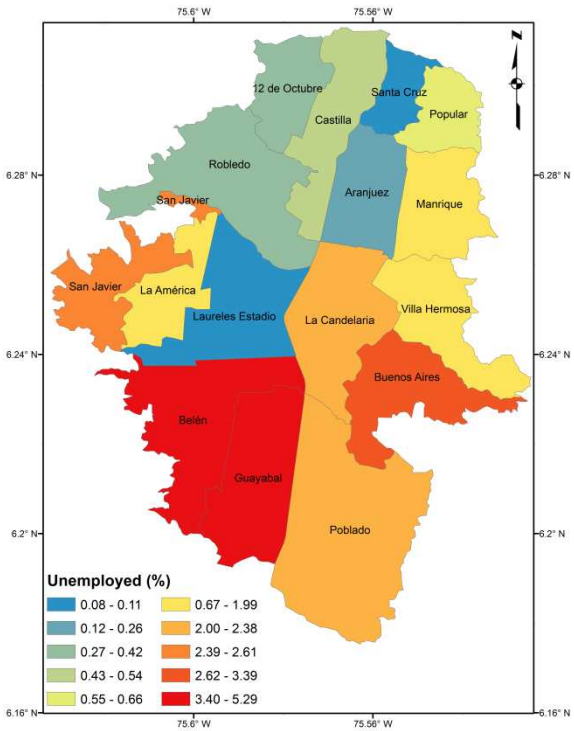 75.6° W 75.56° W
N
12 de Octubre
Santa Cruz
Castilla
Popular
Robledo
Aranjuez
6.28° N 6.28° N
San Javier
Manrique
San Javier
La América
Villa Hermosa
Laureles Estadio
La Candelaria
6.24° N 6.24° N
Buenos Aires
Belén
Guayabal
6.2° N 6.2° N
Poblado
Unemployed (%)
0.08 - 0.11 0.67 - 1.99
0.12 - 0.26 2.00 - 2.38
0.27 - 0.42 2.39 - 2.61
0.43 - 0.54 2.62 - 3.39
0.55 - 0.66 3.40 - 5.29
6.16° N 6.16° N
75.6° W 75.56° W